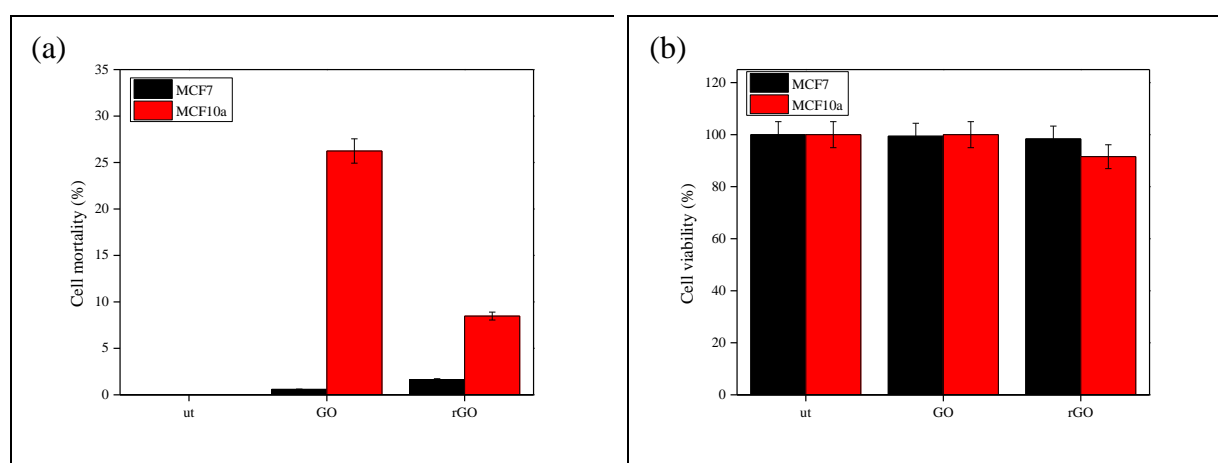 (a)
35
30
25
20
15
10
5
0
Cell mortality (%)
MCF7
MCF10a
ut
GO
rGO
(b)
120
100
80
60
40
20
0
Cell viability (%)
MCF7
MCF10a
ut
GO
rGO